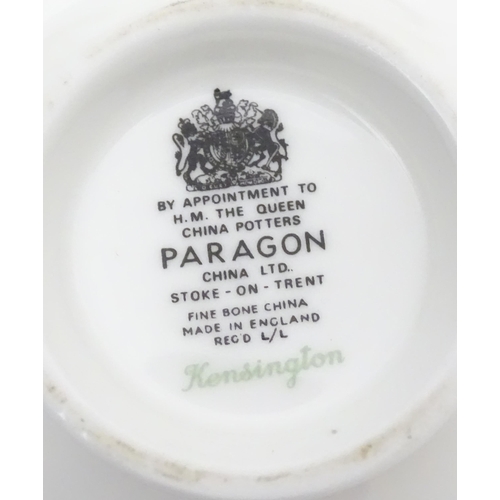 BY APPOINTMENT TO
H.M. THE QUEEN
CHINA POTTERS
PARAGON
CHINA LTD..
STOKE - ON - TRENT
FINE BONE CHINA
MADE IN ENGLAND
REG'D L/L
Kensington